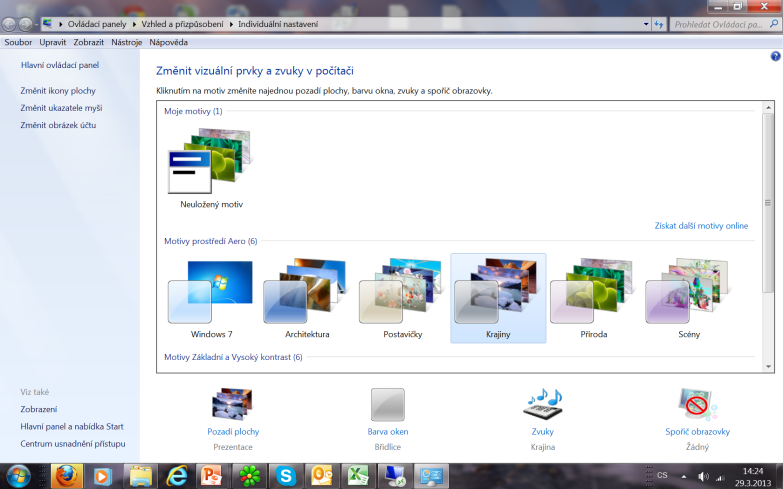 Ovládací panely ▸ Vzhled a přizpůsobení ▸ Individuální nastavení
Prohledat Ovládací pa...
Soubor Upravit Zobrazit Nástroje Nápověda
Hlavní ovládací panel
Změnit ikony plochy
Změnit ukazatele myši
Změnit obrázek účtu
Změnit vizuální prvky a zvuky v počítači
Kliknutím na motiv změníte najednou pozadí plochy, barvu okna, zvuky a spořič obrazovky.
Moje motivy (1)
Neuložený motiv
Získat další motivy online
Motivy prostředí Aero (6)
Windows 7 Architektura Postavičky Krajiny Příroda Scény
Motivy Základní a Vysoký kontrast (6)
Viz také
Zobrazení
Hlavní panel a nabídka Start
Centrum usnadnění přístupu
Pozadí plochy Barva oken Zvuky Spořič obrazovky
Prezentace Břidlice Krajina Žádný
CS
14:24
29.3.2013